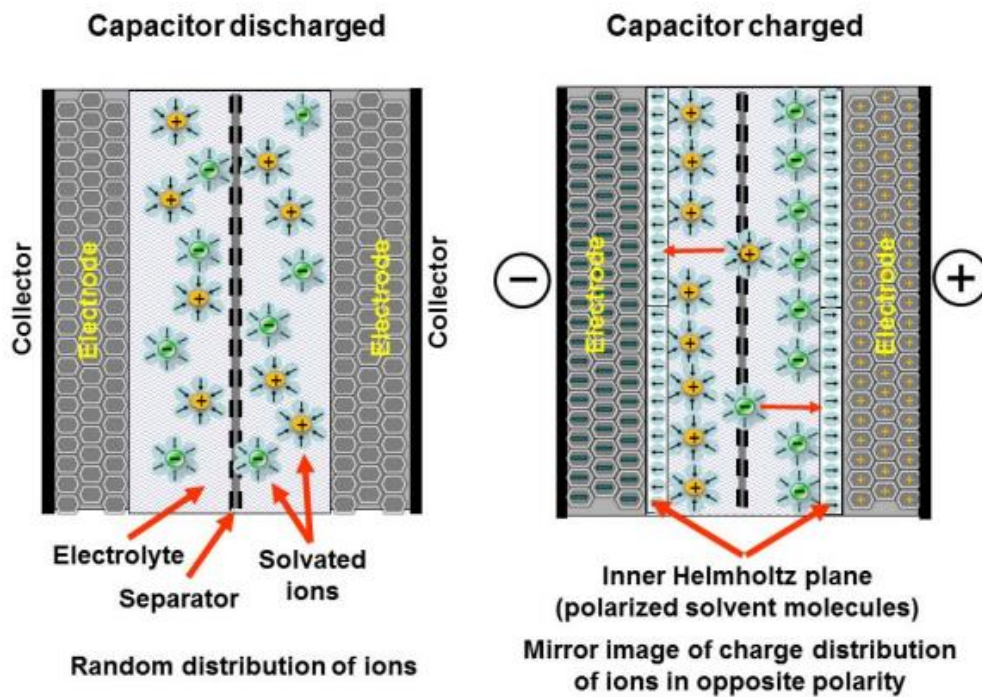 Capacitor discharged
Capacitor charged
Collector
Electrode
Electrode
Collector
−
Electrode
Electrode
+
Electrolyte
Separator
Solvated
ions
Random distribution of ions
Inner Helmholtz plane
(polarized solvent molecules)
Mirror image of charge distribution
of ions in opposite polarity